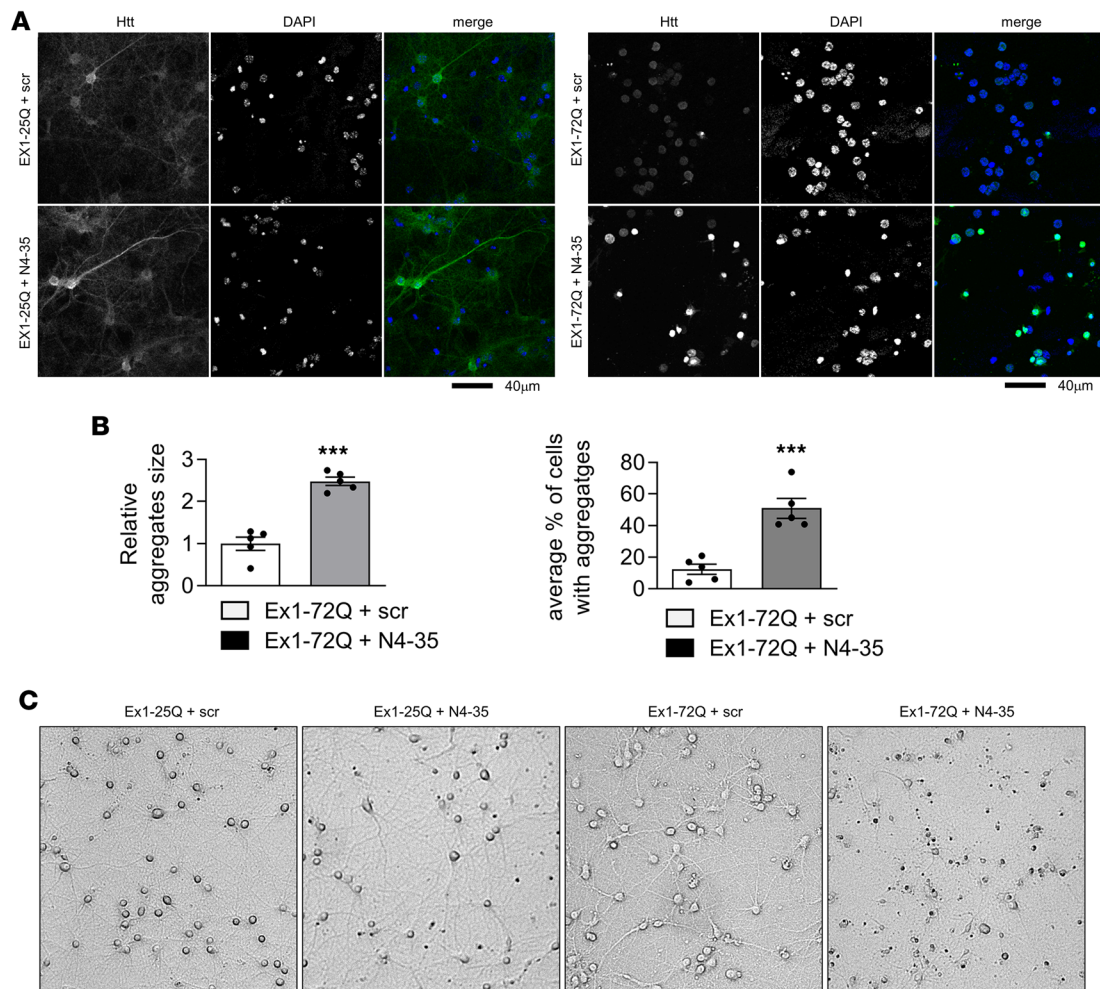 A
Htt DAPI merge
Htt DAPI merge
EX1-25Q + scr
EX1-72Q + scr
EX1-25Q + N4-35
EX1-72Q + N4-35
40μm
40μm
B
Relative
aggregates size
3
2
1
0
***
Ex1-72Q + scr
Ex1-72Q + N4-35
average % of cells
with aggregatges
80
60
40
20
0
***
Ex1-72Q + scr
Ex1-72Q + N4-35
C
Ex1-25Q + scr Ex1-25Q + N4-35 Ex1-72Q + scr Ex1-72Q + N4-35